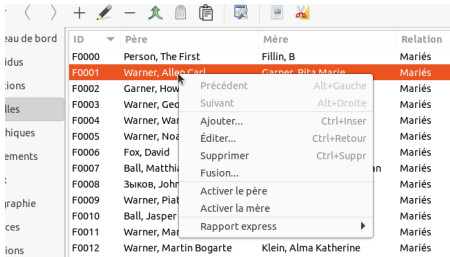 eau de bord
ID Père Mère Relation
idus
F0000 Person, The First Fillin, B Mariés
F0001 Warner, Allen Carl Garner, Rita Marie Mariés
tions
F0002 Garner, How Mariés
lles
F0003 Warner, Geo Mariés
F0004 Warner, War Mariés
hiques
F0005 Warner, Noa Mariés
ements
F0006 Fox, David Mariés
F0007 Ball, Matthia an Mariés
F0008 Зыков, John Mariés
raphie
F0009 Warner, Piat Mariés
F0010 Ball, Jasper Mariés
ces
F0011 Warner, Mar Mariés
ions
F0012 Warner, Martin Bogarte Klein, Alma Katherine Mariés
Précédent Alt+Gauche
Suivant Alt+Droite
Ajouter... Ctrl+Inser
Éditer... Ctrl+Retour
Supprimer Ctrl+Suppr
Fusion...
Activer le père
Activer la mère
Rapport express